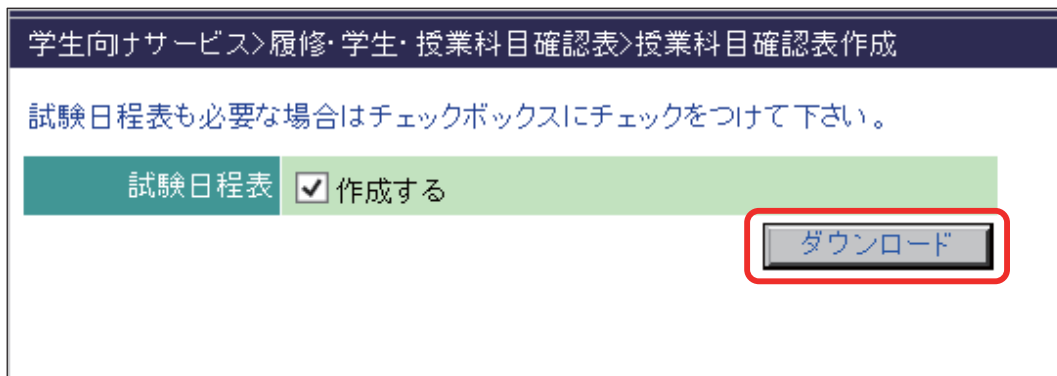 学生向けサービス>履修・学生・授業科目確認表>授業科目確認表作成
試験日程表も必要な場合はチェックボックスにチェックをつけて下さい。
試験日程表 作成する
ダウンロード